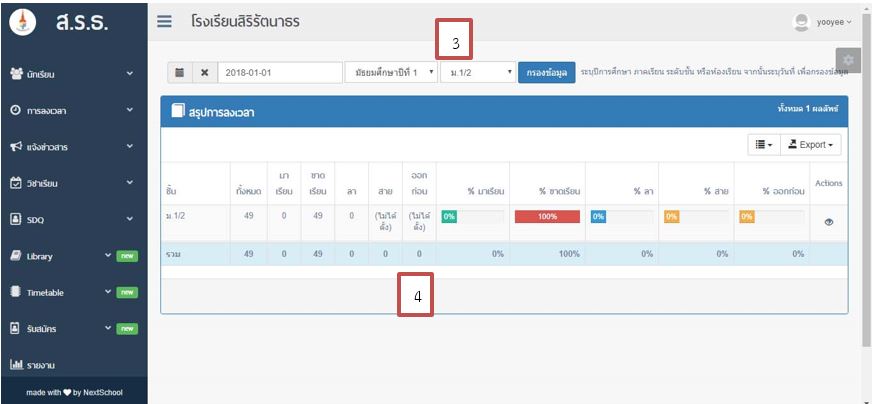 ส.ร.ธ.
โรงเรียนสิริรัตนาธร
yooyee
3
นักเรียน
การลงเวลา
แจ้งข่าวสาร
วิชาเรียน
SDQ
Library new
Timetable new
รับสมัคร new
รายงาน
made with ❤ by NextSchool
2018-01-01 มัธยมศึกษาปีที่ 1 ม.1/2 กรองข้อมูล ระบุปีการศึกษา ภาคเรียน ระดับชั้น หรือห้องเรียน จากนั้นระบุวันที่ เพื่อกรองข้อมูล
สรุปการลงเวลา ทั้งหมด 1 ผลลัพธ์
Export
ชั้น ทั้งหมด มาเรียน ขาดเรียน ลา สาย ออกก่อน % มาเรียน % ขาดเรียน % ลา % สาย % ออกก่อน Actions
ม.1/2 49 0 49 0 (ไม่ได้ตั้ง) (ไม่ได้ตั้ง) 0% 100% 0% 0% 0%
รวม 49 0 49 0 0 0 0% 100% 0% 0% 0%
4